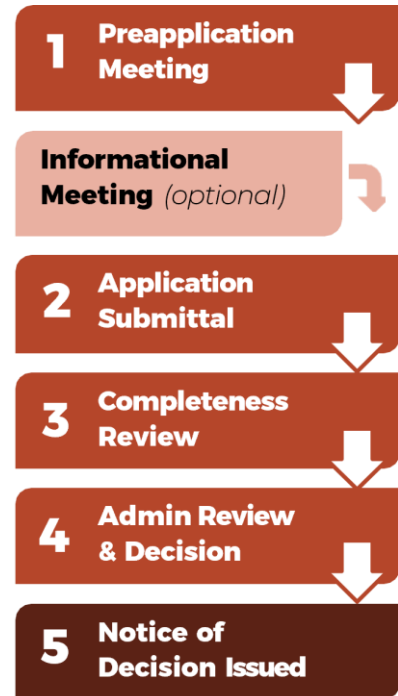 1
Preapplication
Meeting
Informational
Meeting (optional)
2
Application
Submittal
3
Completeness
Review
4
Admin Review
& Decision
5
Notice of
Decision Issued